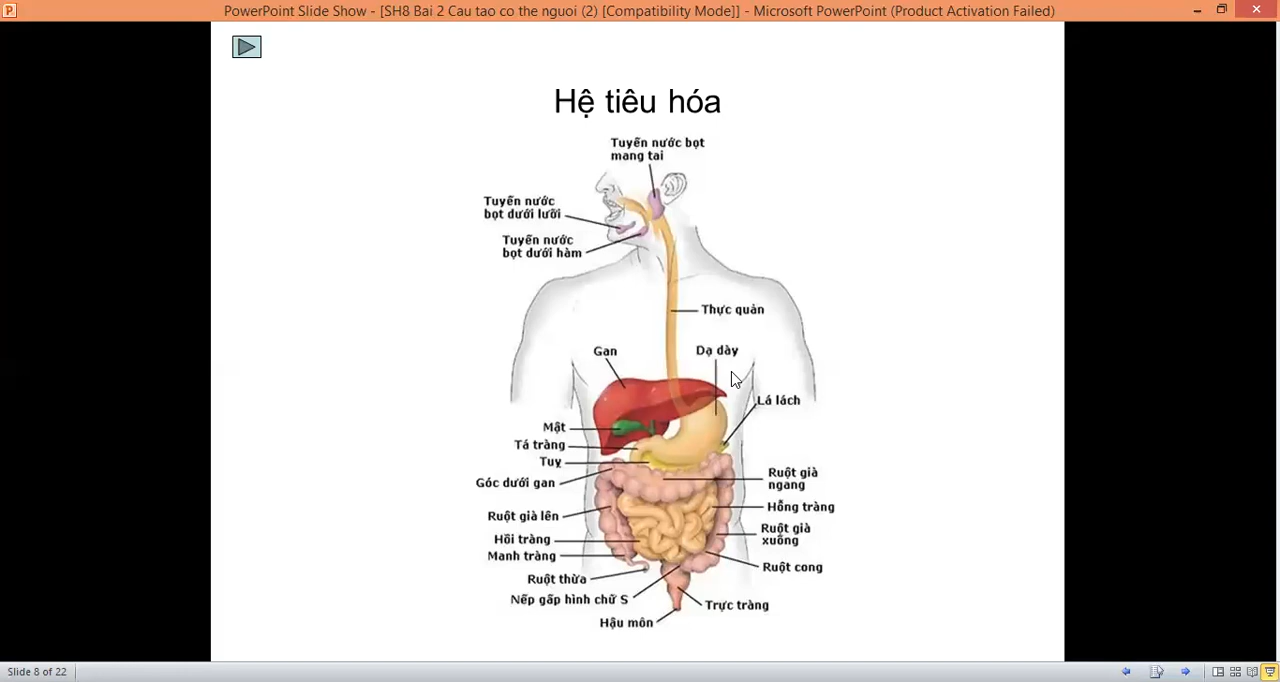 PowerPoint Slide Show - [SH8 Bai 2 Cau tao co the nguoi (2) [Compatibility Mode]] - Microsoft PowerPoint (Product Activation Failed)
Hệ tiêu hóa
Tuyến nước bọt
mang tai
Tuyến nước
bọt dưới lưỡi
Tuyến nước
bọt dưới hàm
Thực quản
Gan
Dạ dày
Lá lách
Mật
Tá tràng
Tuỵ
Góc dưới gan
Ruột già
ngang
Ruột già lên
Hỗng tràng
Ruột già
xuống
Hồi tràng
Manh tràng
Ruột cong
Ruột thừa
Nếp gấp hình chữ S
Trực tràng
Hậu môn
Slide 8 of 22